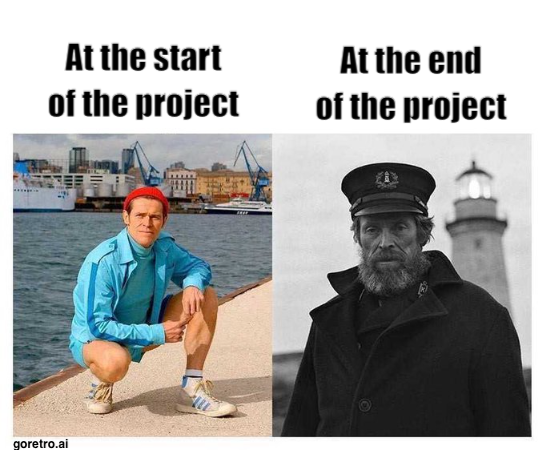 At the start
of the project
At the end
of the project
goretro.ai